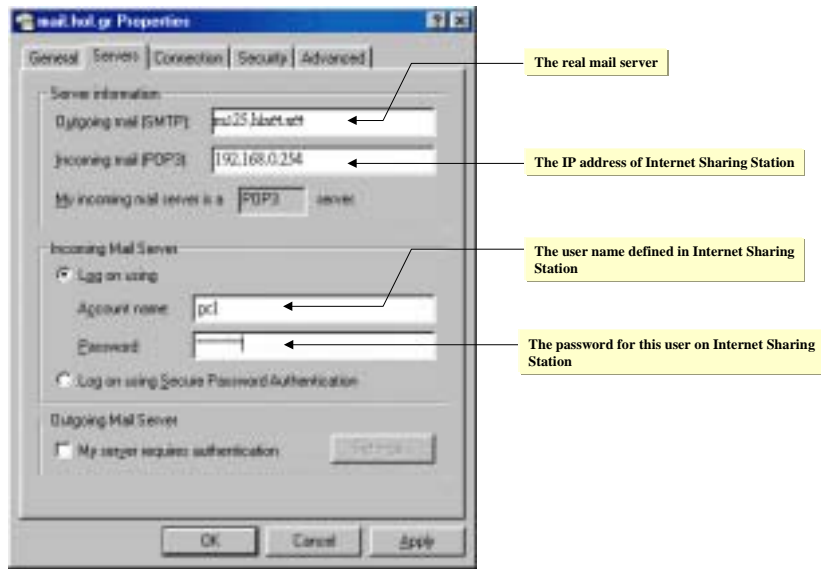 mail.hol.gr Properties
General Servers Connection Security Advanced
The real mail server
Server information
Outgoing mail (SMTP):
Incoming mail (POP3): 192.168.0.254
The IP address of Internet Sharing Station
My incoming mail server is a POP3 server.
Incoming Mail Server
The user name defined in Internet Sharing
Station
Log on using
Account name: pc1
Password:
The password for this user on Internet Sharing
Station
Log on using Secure Password Authentication
Outgoing Mail Server
My server requires authentication
OK Cancel Apply